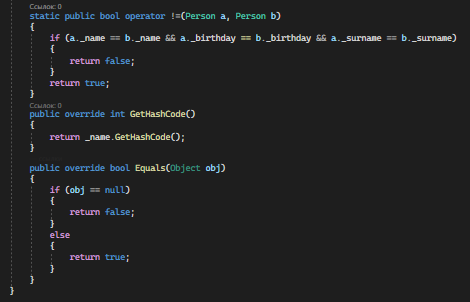 Ссылок: 0
static public bool operator !=(Person a, Person b)
{
if (a._name == b._name && a._birthday == b._birthday && a._surname == b._surname)
{
return false;
}
return true;
}
Ссылок: 0
public override int GetHashCode()
{
return _name.GetHashCode();
}
public override bool Equals(Object obj)
{
if (obj == null)
{
return false;
}
else
{
return true;
}
}
}